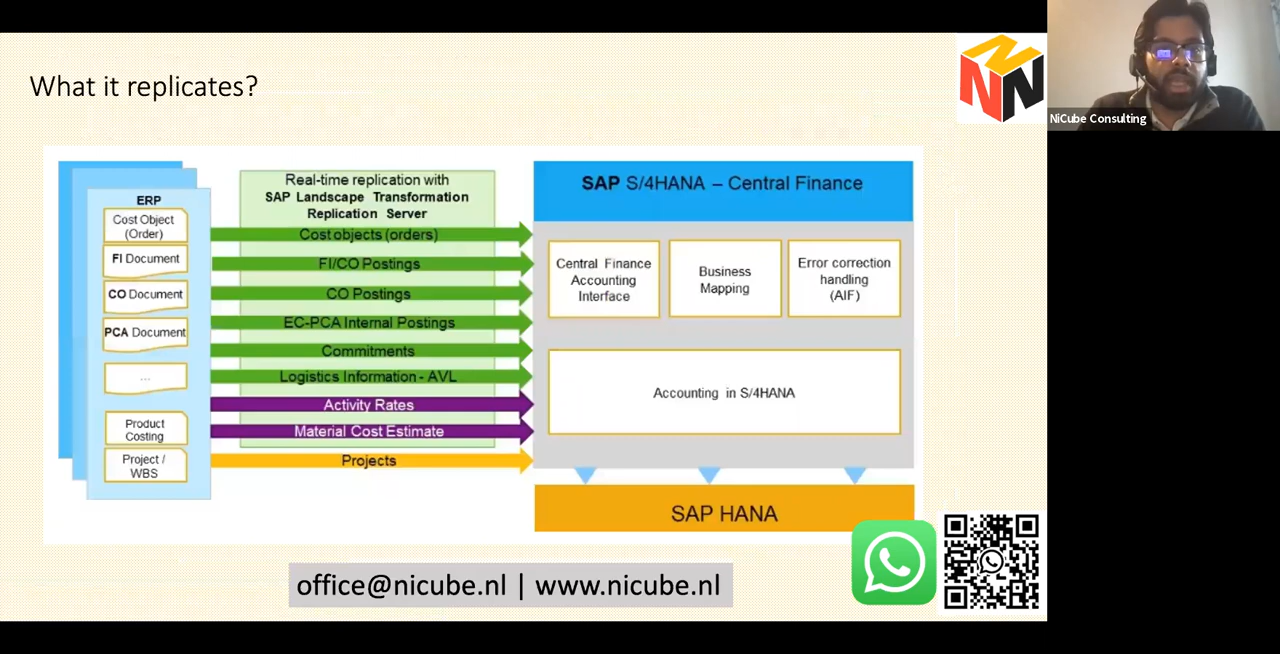 What it replicates?
NiCube Consulting
ERP
Cost Object
(Order)
FI Document
CO Document
PCA Document
...
Product
Costing
Project /
WBS
Real-time replication with
SAP Landscape Transformation
Replication Server
Cost objects (orders)
FI/CO Postings
CO Postings
EC-PCA Internal Postings
Commitments
Logistics Information - AVL
Activity Rates
Material Cost Estimate
Projects
SAP S/4HANA – Central Finance
Central Finance
Accounting
Interface
Business
Mapping
Error correction
handling
(AIF)
Accounting in S/4HANA
SAP HANA
office@nicube.nl | www.nicube.nl